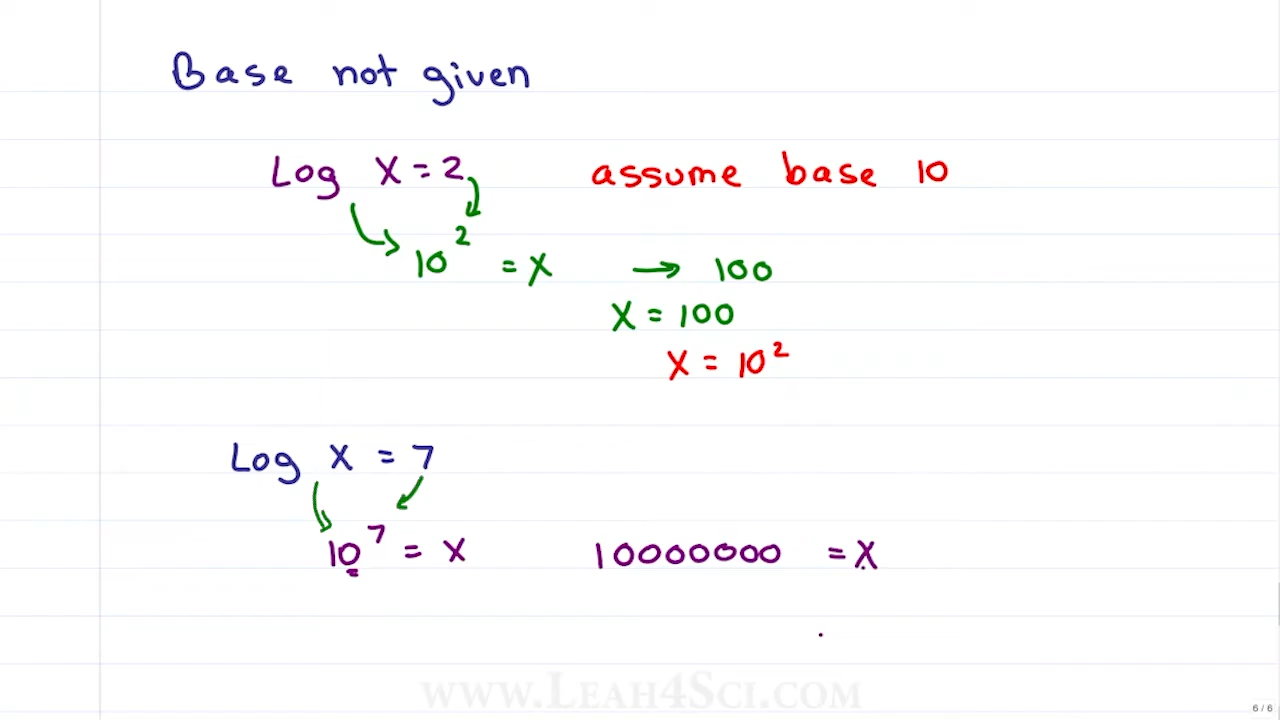 Base not given
Log X = 2 assume base 10
10² = X → 100
X = 100
X = 10²
Log X = 7
10⁷ = X 10000000 = X
www.Leah4Sci.com
6 / 6